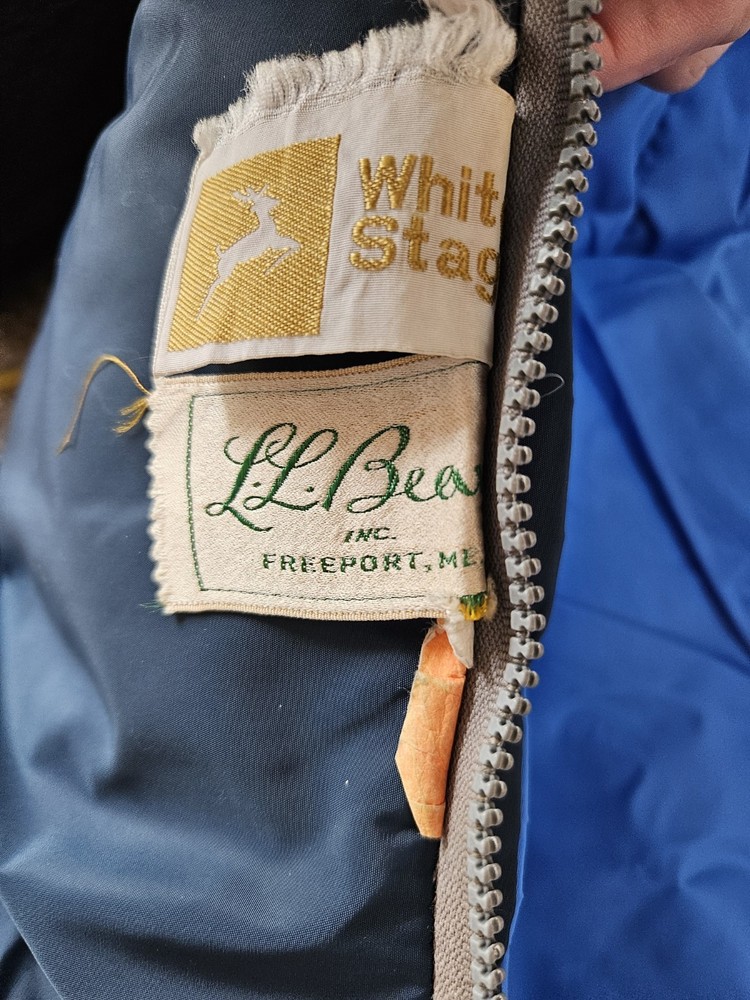 Whit
Stag
L.L.Bea
INC.
FREEPORT, ME.